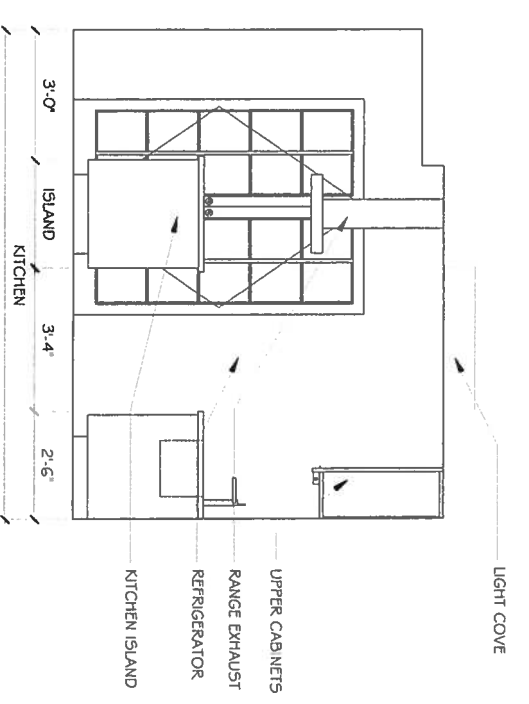 LIGHT COVE
UPPER CABINETS
RANGE EXHAUST
REFRIGERATOR
KITCHEN ISLAND
3'-0"
ISLAND
3'-4"
2'-6"
KITCHEN